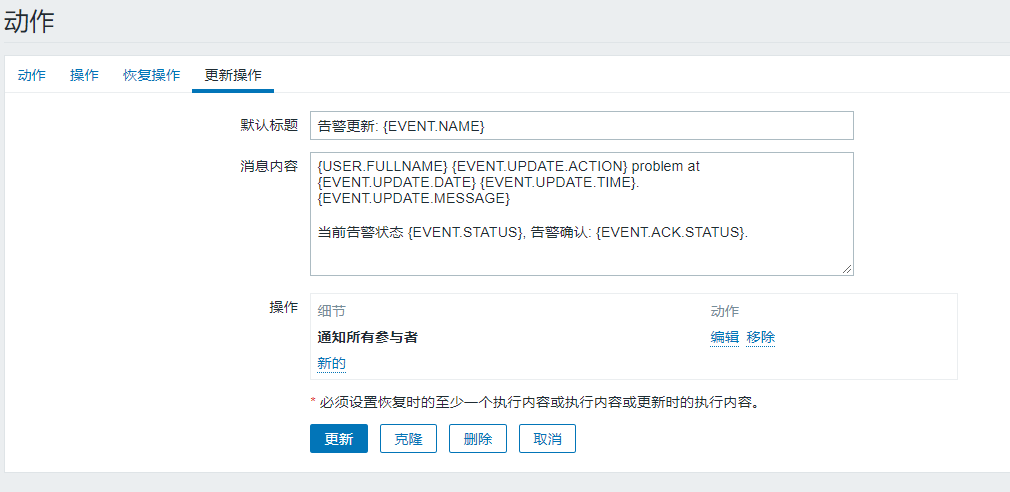 动作
动作 操作 恢复操作 更新操作
默认标题 告警更新: {EVENT.NAME}
消息内容 {USER.FULLNAME} {EVENT.UPDATE.ACTION} problem at
{EVENT.UPDATE.DATE} {EVENT.UPDATE.TIME}.
{EVENT.UPDATE.MESSAGE}
当前告警状态 {EVENT.STATUS}, 告警确认: {EVENT.ACK.STATUS}.
操作 细节 动作
通知所有参与者 编辑 移除
新的
* 必须设置恢复时的至少一个执行内容或执行内容或更新时的执行内容。
更新 克隆 删除 取消